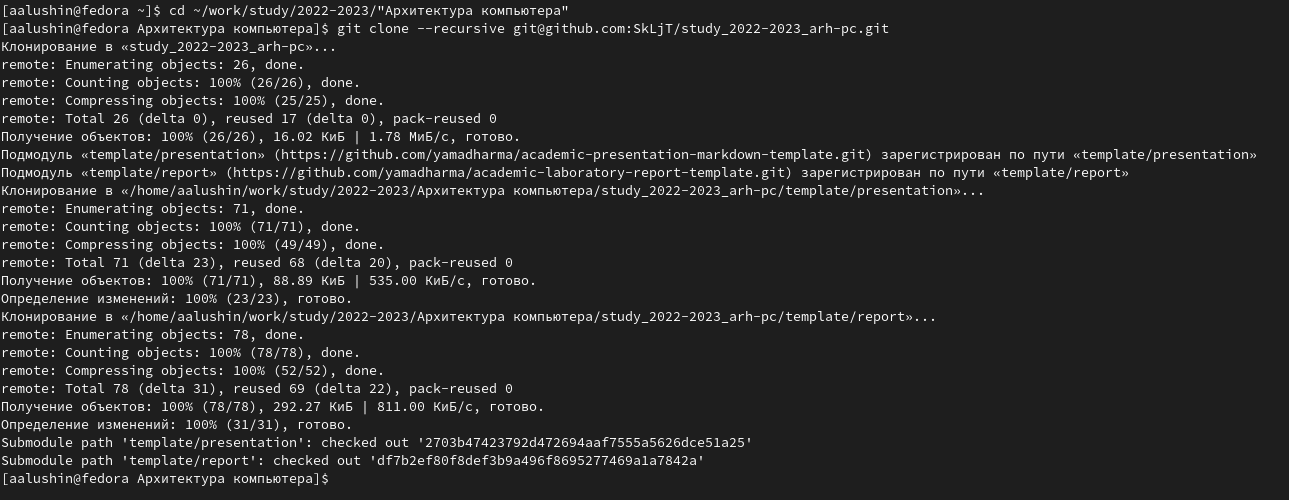 [aalushin@fedora ~]$ cd ~/work/study/2022-2023/"Архитектура компьютера"
[aalushin@fedora Архитектура компьютера]$ git clone --recursive git@github.com:SkLjT/study_2022-2023_arh-pc.git
Клонирование в «study_2022-2023_arh-pc»...
remote: Enumerating objects: 26, done.
remote: Counting objects: 100% (26/26), done.
remote: Compressing objects: 100% (25/25), done.
remote: Total 26 (delta 0), reused 17 (delta 0), pack-reused 0
Получение объектов: 100% (26/26), 16.02 КиБ | 1.78 МиБ/с, готово.
Подмодуль «template/presentation» (https://github.com/yamadharma/academic-presentation-markdown-template.git) зарегистрирован по пути «template/presentation»
Подмодуль «template/report» (https://github.com/yamadharma/academic-laboratory-report-template.git) зарегистрирован по пути «template/report»
Клонирование в «/home/aalushin/work/study/2022-2023/Архитектура компьютера/study_2022-2023_arh-pc/template/presentation»...
remote: Enumerating objects: 71, done.
remote: Counting objects: 100% (71/71), done.
remote: Compressing objects: 100% (49/49), done.
remote: Total 71 (delta 23), reused 68 (delta 20), pack-reused 0
Получение объектов: 100% (71/71), 88.89 КиБ | 535.00 КиБ/с, готово.
Определение изменений: 100% (23/23), готово.
Клонирование в «/home/aalushin/work/study/2022-2023/Архитектура компьютера/study_2022-2023_arh-pc/template/report»...
remote: Enumerating objects: 78, done.
remote: Counting objects: 100% (78/78), done.
remote: Compressing objects: 100% (52/52), done.
remote: Total 78 (delta 31), reused 69 (delta 22), pack-reused 0
Получение объектов: 100% (78/78), 292.27 КиБ | 811.00 КиБ/с, готово.
Определение изменений: 100% (31/31), готово.
Submodule path 'template/presentation': checked out '2703b47423792d472694aaf7555a5626dce51a25'
Submodule path 'template/report': checked out 'df7b2ef80f8def3b9a496f8695277469a1a7842a'
[aalushin@fedora Архитектура компьютера]$